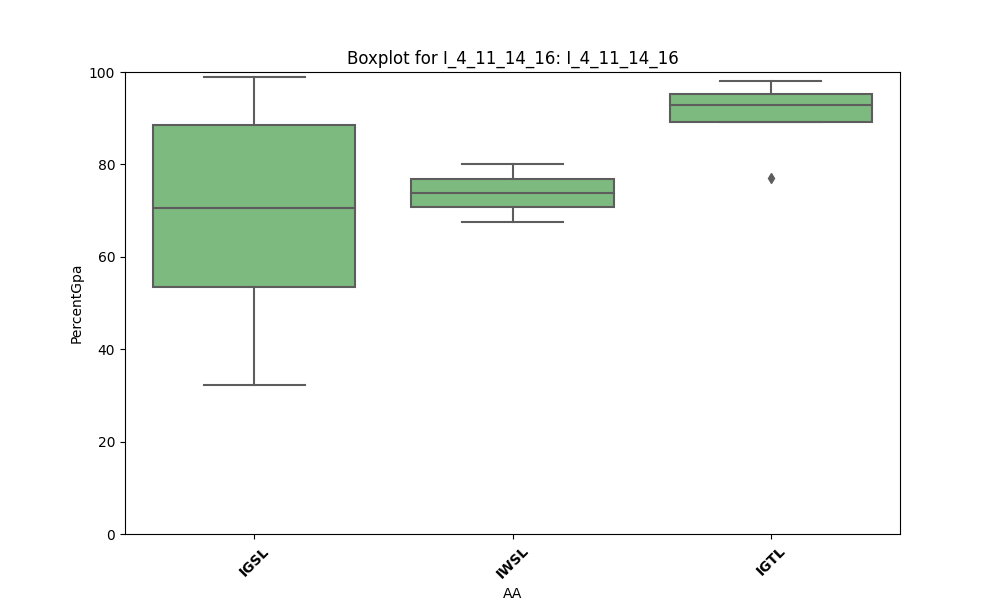 Boxplot for I_4_11_14_16: I_4_11_14_16
100
80
60
40
20
0
PercentGpa
IGSL
IWSL
IGTL
AA